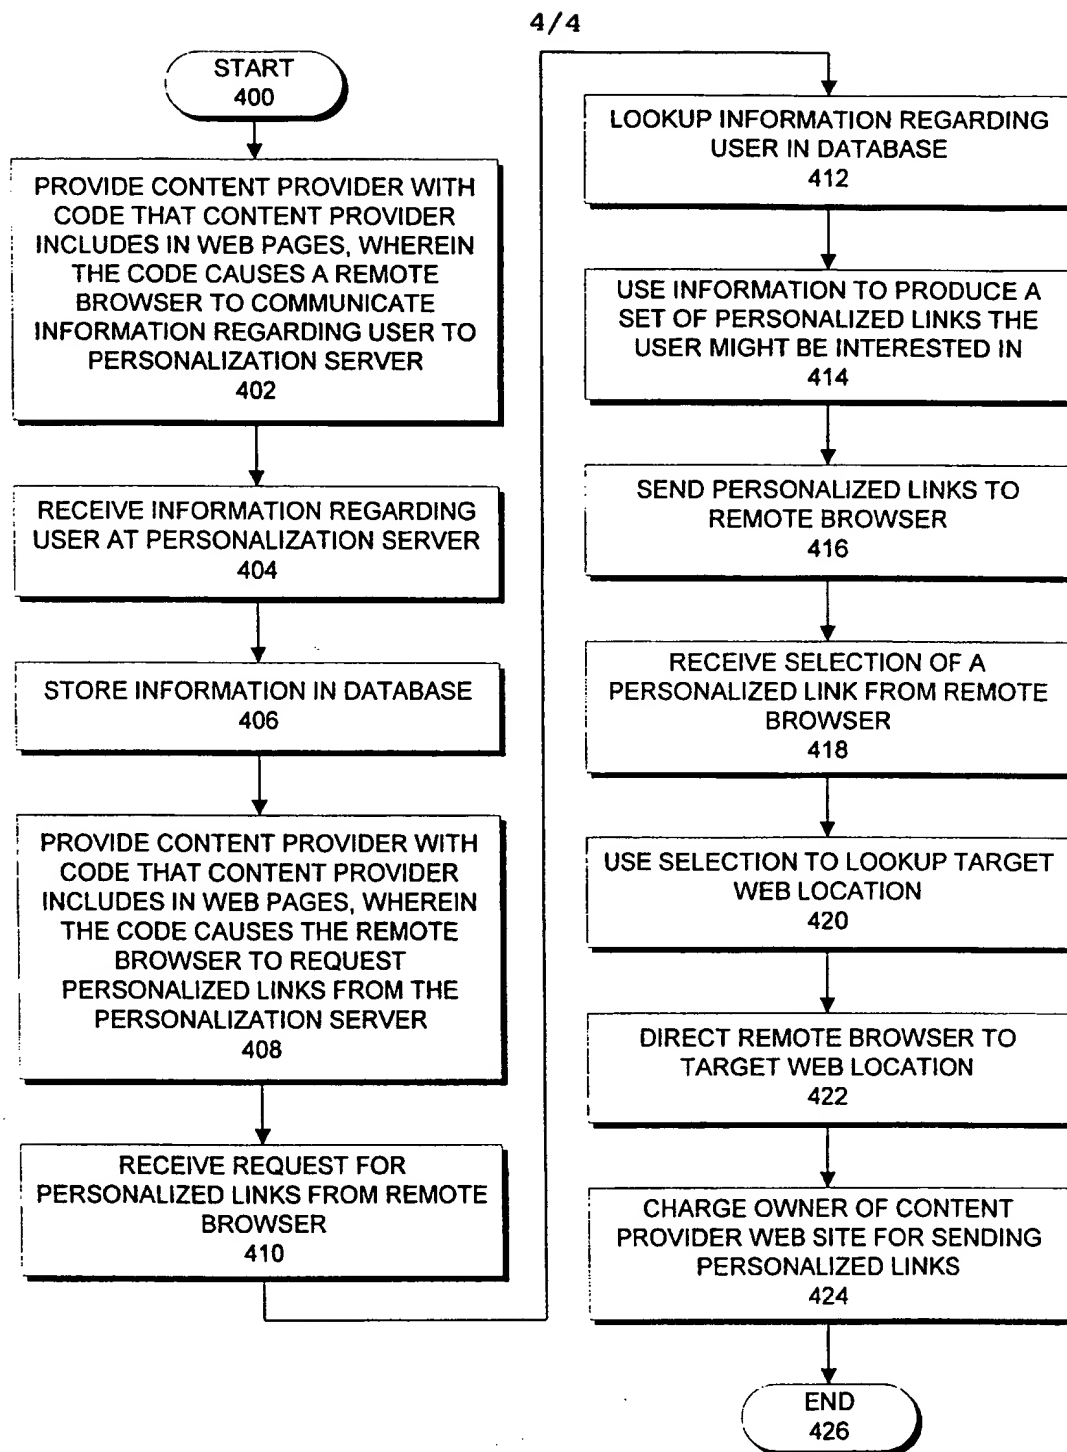 4/4
START
400
PROVIDE CONTENT PROVIDER WITH
CODE THAT CONTENT PROVIDER
INCLUDES IN WEB PAGES, WHEREIN
THE CODE CAUSES A REMOTE
BROWSER TO COMMUNICATE
INFORMATION REGARDING USER TO
PERSONALIZATION SERVER
402
RECEIVE INFORMATION REGARDING
USER AT PERSONALIZATION SERVER
404
STORE INFORMATION IN DATABASE
406
PROVIDE CONTENT PROVIDER WITH
CODE THAT CONTENT PROVIDER
INCLUDES IN WEB PAGES, WHEREIN
THE CODE CAUSES THE REMOTE
BROWSER TO REQUEST
PERSONALIZED LINKS FROM THE
PERSONALIZATION SERVER
408
RECEIVE REQUEST FOR
PERSONALIZED LINKS FROM REMOTE
BROWSER
410
LOOKUP INFORMATION REGARDING
USER IN DATABASE
412
USE INFORMATION TO PRODUCE A
SET OF PERSONALIZED LINKS THE
USER MIGHT BE INTERESTED IN
414
SEND PERSONALIZED LINKS TO
REMOTE BROWSER
416
RECEIVE SELECTION OF A
PERSONALIZED LINK FROM REMOTE
BROWSER
418
USE SELECTION TO LOOKUP TARGET
WEB LOCATION
420
DIRECT REMOTE BROWSER TO
TARGET WEB LOCATION
422
CHARGE OWNER OF CONTENT
PROVIDER WEB SITE FOR SENDING
PERSONALIZED LINKS
424
END
426